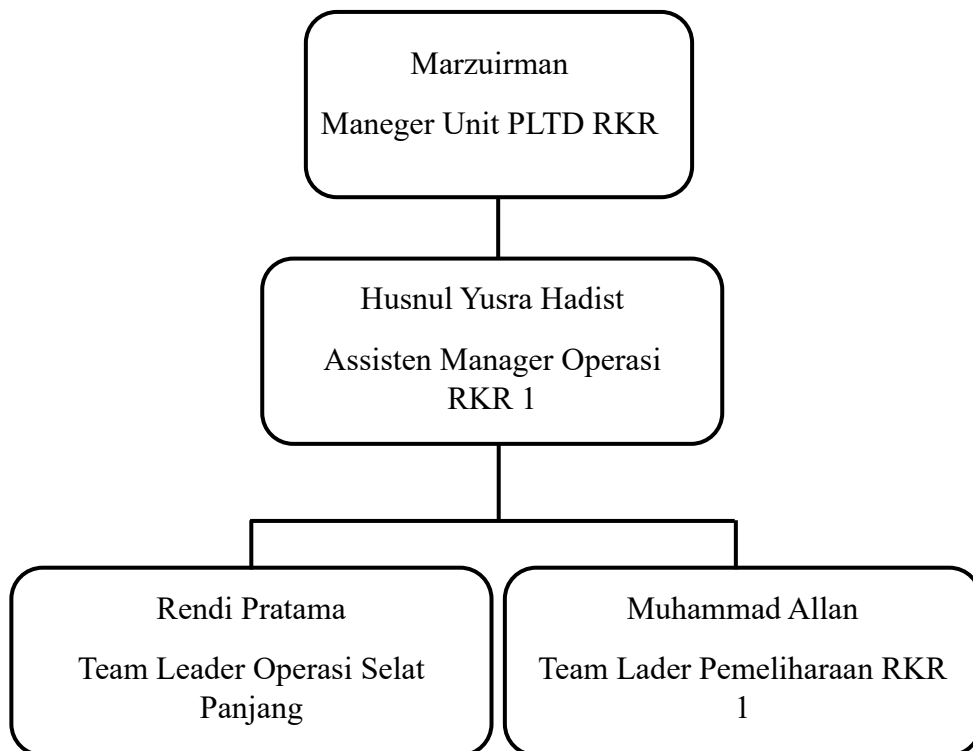 Marzuirman
Maneger Unit PLTD RKR
Husnul Yusra Hadist
Assisten Manager Operasi
RKR 1
Rendi Pratama
Team Leader Operasi Selat
Panjang
Muhammad Allan
Team Lader Pemeliharaan RKR
1